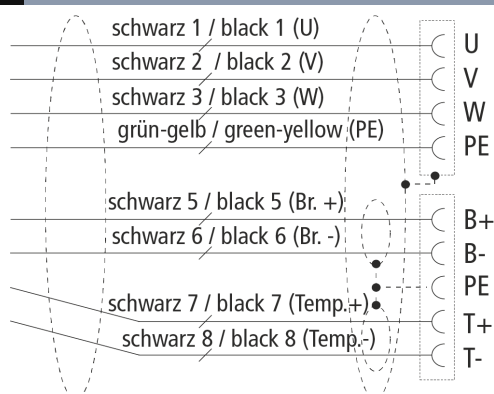 schwarz 1 / black 1 (U) U
schwarz 2 / black 2 (V) V
schwarz 3 / black 3 (W) W
grün-gelb / green-yellow (PE) PE
schwarz 5 / black 5 (Br. +) B+
schwarz 6 / black 6 (Br. -) B-
PE
schwarz 7 / black 7 (Temp.+) T+
schwarz 8 / black 8 (Temp.-) T-